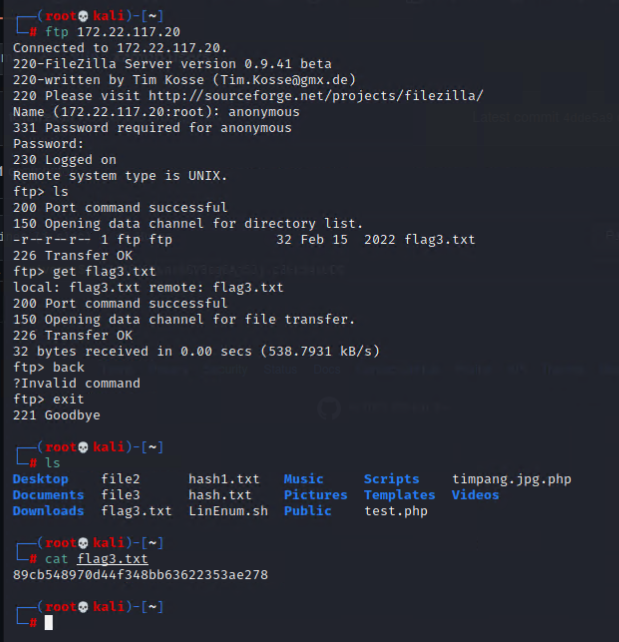 (root💀kali)-[~]
# ftp 172.22.117.20
Connected to 172.22.117.20.
220-FileZilla Server version 0.9.41 beta
220-written by Tim Kosse (Tim.Kosse@gmx.de)
220 Please visit http://sourceforge.net/projects/filezilla/
Name (172.22.117.20:root): anonymous
331 Password required for anonymous
Password:
230 Logged on
Remote system type is UNIX.
ftp> ls
200 Port command successful
150 Opening data channel for directory list.
-r--r--r-- 1 ftp ftp             32 Feb 15  2022 flag3.txt
226 Transfer OK
ftp> get flag3.txt
local: flag3.txt remote: flag3.txt
200 Port command successful
150 Opening data channel for file transfer.
226 Transfer OK
32 bytes received in 0.00 secs (538.7931 kB/s)
ftp> back
?Invalid command
ftp> exit
221 Goodbye
(root💀kali)-[~]
# ls
Desktop    file2      hash1.txt   Music     Scripts    timpang.jpg.php
Documents  file3      hash.txt    Pictures  Templates  Videos
Downloads  flag3.txt  LinEnum.sh  Public    test.php
(root💀kali)-[~]
# cat flag3.txt
89cb548970d44f348bb63622353ae278
(root💀kali)-[~]
#